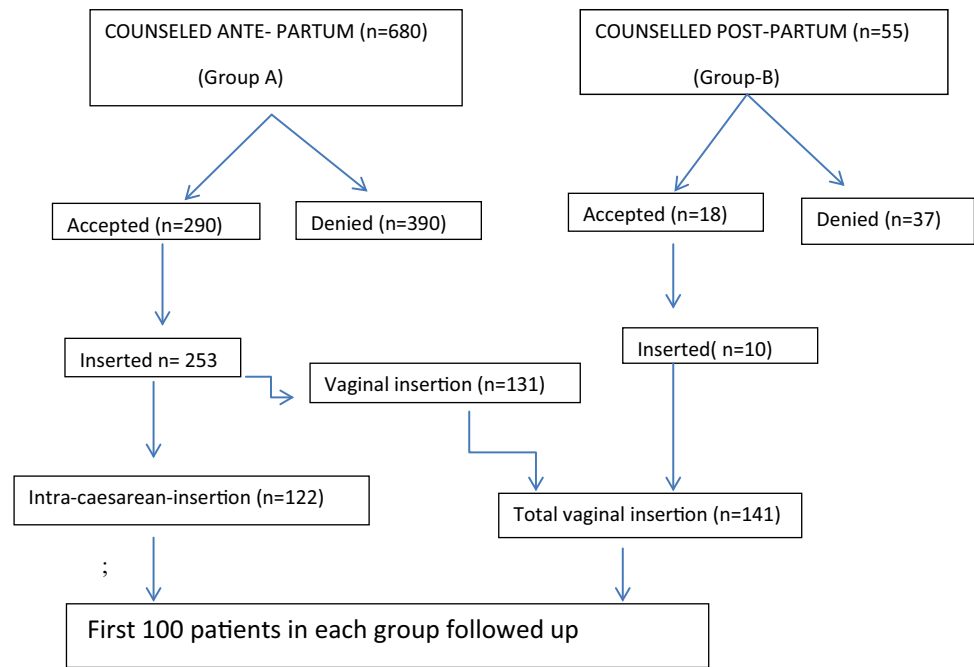 COUNSELED ANTE- PARTUM (n=680)
(Group A)
COUNSELLED POST-PARTUM (n=55)
(Group-B)
Accepted (n=290)
Denied (n=390)
Accepted (n=18)
Denied (n=37)
Inserted n= 253
Vaginal insertion (n=131)
Inserted( n=10)
Intra-caesarean-insertion (n=122)
Total vaginal insertion (n=141)
;
First 100 patients in each group followed up